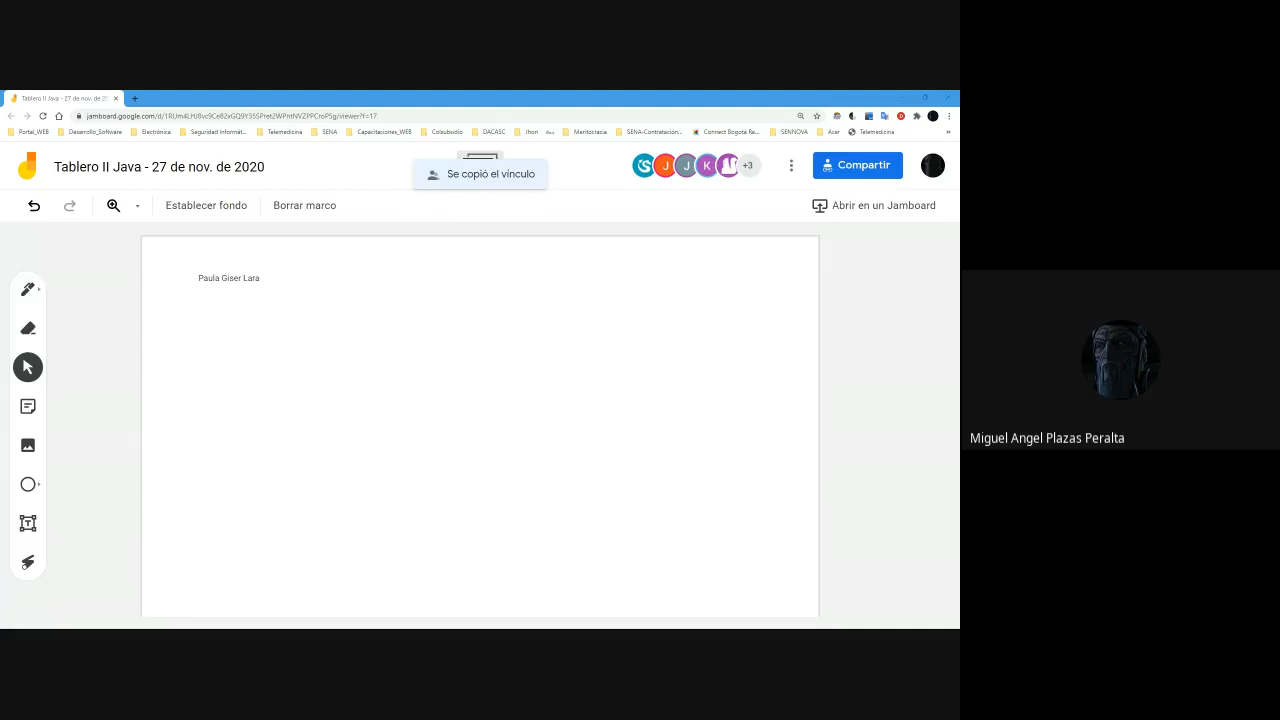 Tablero II Java - 27 de nov. de 20
jamboard.google.com/d/1RUm4LHJ8vc9Ce82xGQ9Y35SPret2WPntNVZPPCroPSg/viewer?f=17
Portal_WEB Desarrollo_Software Electrónica Seguridad Informát... Telemedicina SENA Capacitaciones_WEB Colsubsidio DACASC Jhon Meritocracia SENA-Contratación... Connect Bogotá Re... SENNOVA Acer Telemedicina »
Tablero II Java - 27 de nov. de 2020
Se copió el vínculo
J J K +3
Compartir
Establecer fondo Borrar marco Abrir en un Jamboard
Paula Giser Lara
Miguel Angel Plazas Peralta